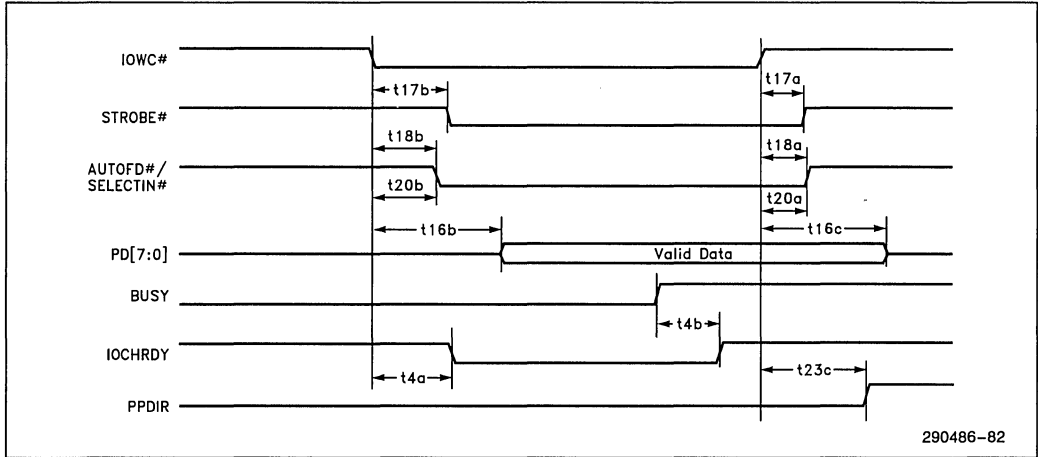 IOWC#
t17b
t17a
STROBE#
t18b
t18a
AUTOFD#/
SELECTIN#
t20b
t20a
t16b
t16c
PD[7:0]
Valid Data
BUSY
t4b
IOCHRDY
t4a
t23c
PPDIR
290486-82